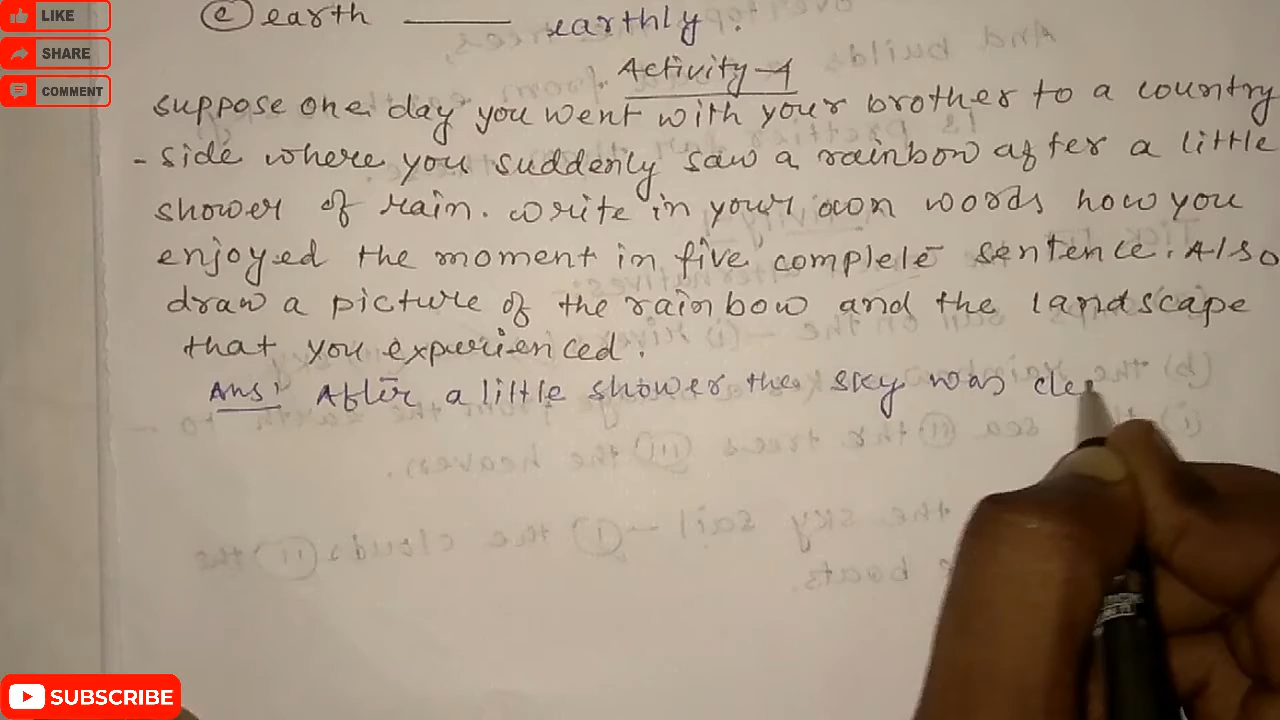 LIKE
SHARE
COMMENT
(e) earth ——— earthly.
Activity-4
suppose one day you went with your brother to a country
-side where you suddenly saw a rainbow after a little
shower of rain. write in your own words how you
enjoyed the moment in five complete sentence. Also
draw a picture of the rainbow and the landscape
that you experienced.
Ans: After a little shower the sky was cle
SUBSCRIBE